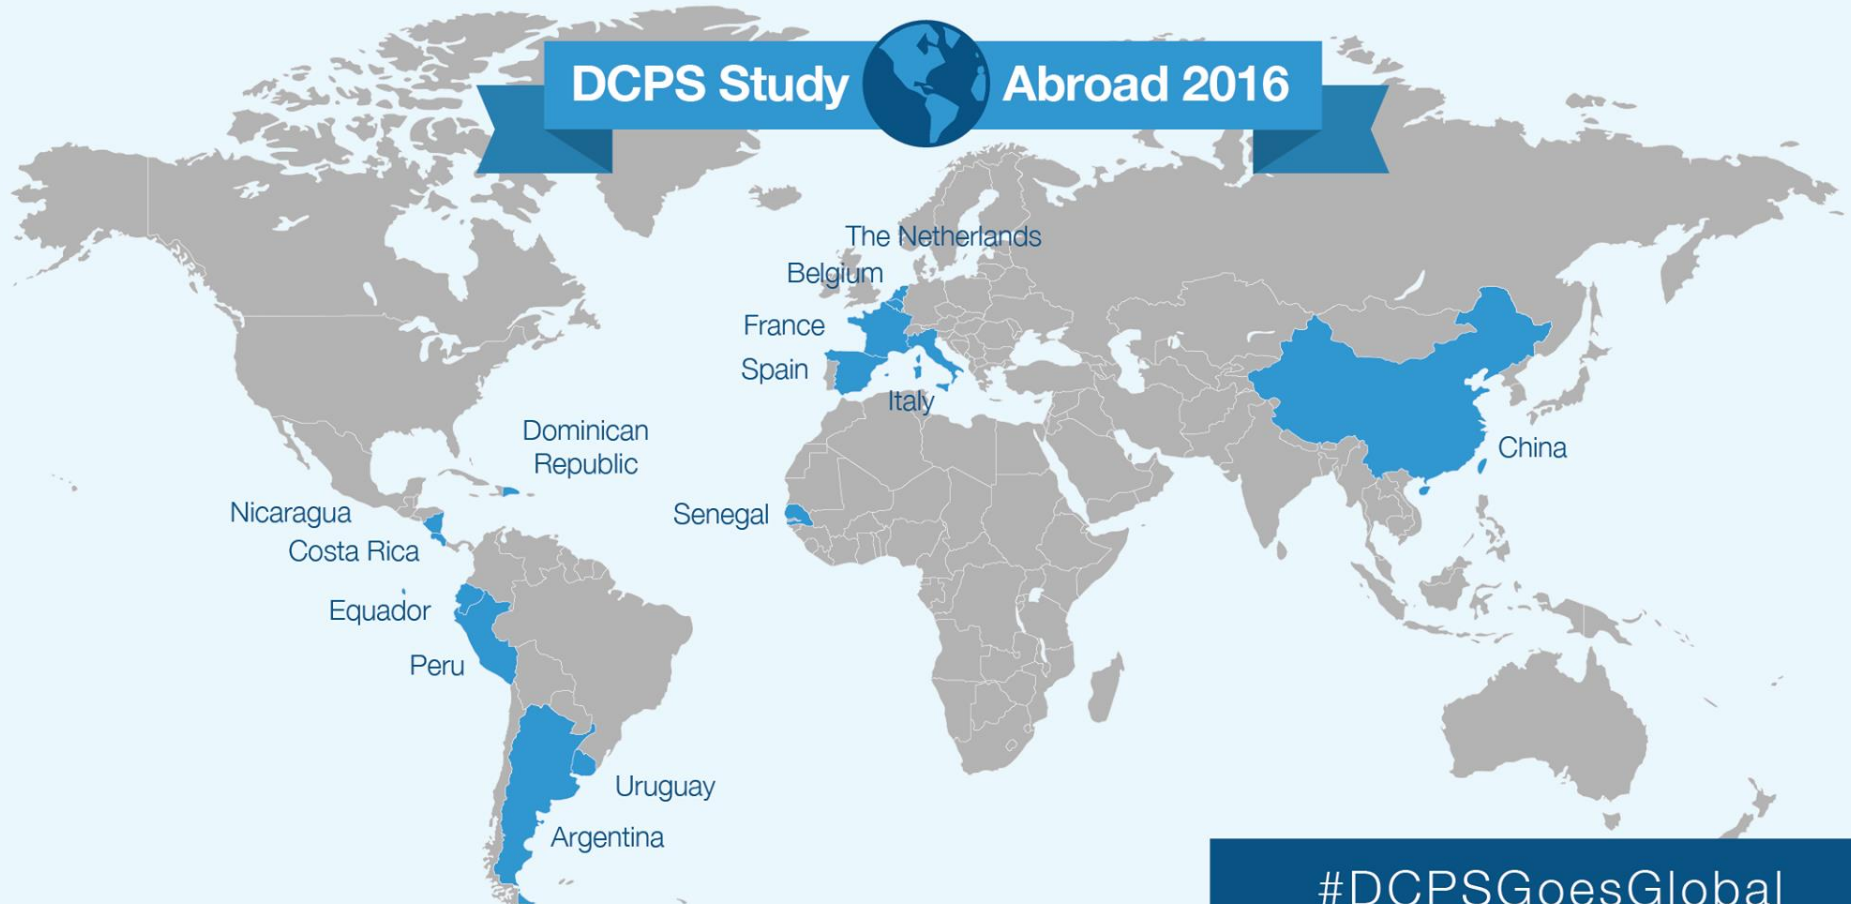 DCPS Study Abroad 2016
The Netherlands
Belgium
France
Spain
Italy
Dominican
Republic
China
Nicaragua
Senegal
Costa Rica
Equador
Peru
Uruguay
Argentina
#DCPSGoesGlobal